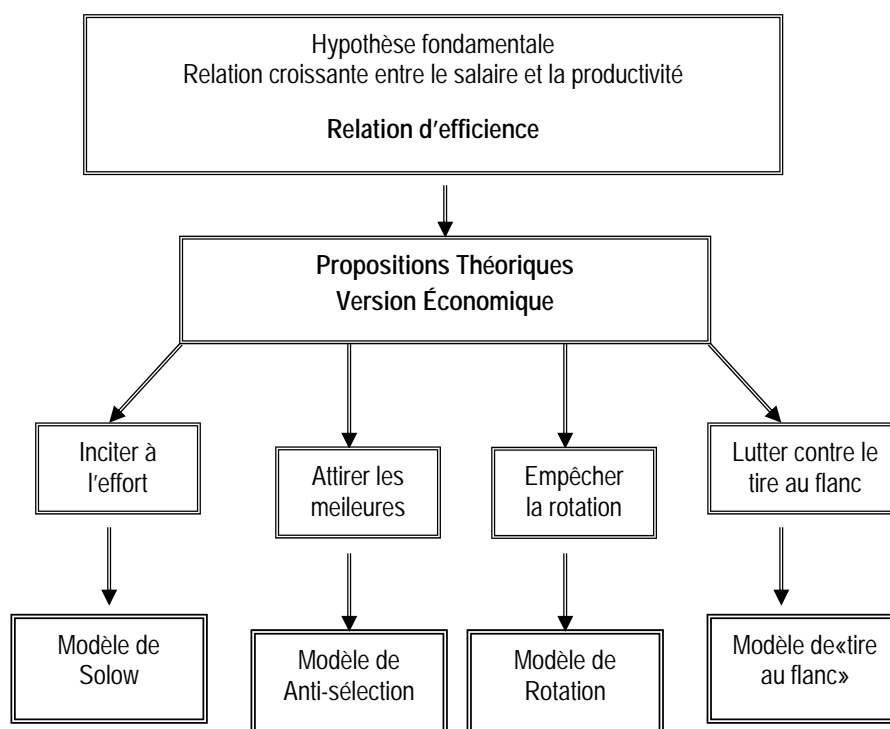 Hypothèse fondamentale
Relation croissante entre le salaire et la productivité
Relation d'efficience
Propositions Théoriques
Version Économique
Inciter à
l'effort
Attirer les
meileures
Empêcher
la rotation
Lutter contre le
tire au flanc
Modèle de
Solow
Modèle de
Anti-sélection
Modèle de
Rotation
Modèle de«tire
au flanc»